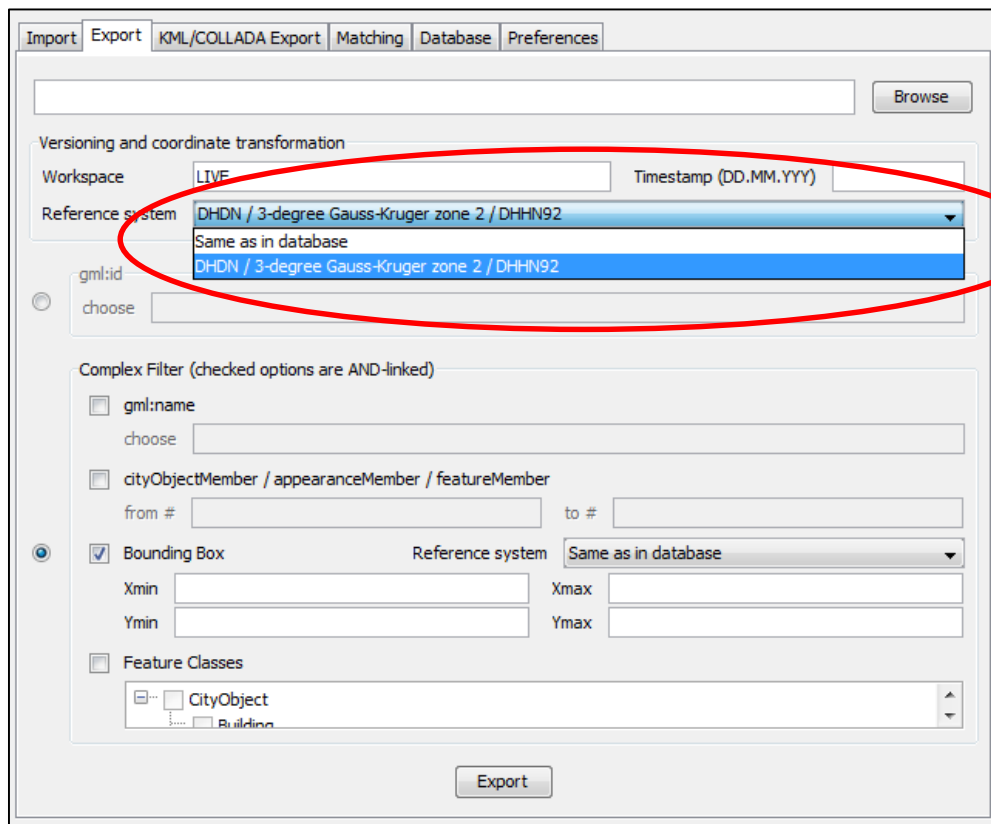 Import Export KML/COLLADA Export Matching Database Preferences
Browse
Versioning and coordinate transformation
Workspace LIVE Timestamp (DD.MM.YYY)
Reference system DHDN / 3-degree Gauss-Kruger zone 2 / DHHN92
Same as in database
DHDN / 3-degree Gauss-Kruger zone 2 / DHHN92
gml:id
choose
Complex Filter (checked options are AND-linked)
gml:name
choose
cityObjectMember / appearanceMember / featureMember
from # to #
Bounding Box Reference system Same as in database
Xmin Xmax
Ymin Ymax
Feature Classes
CityObject
Building
Export